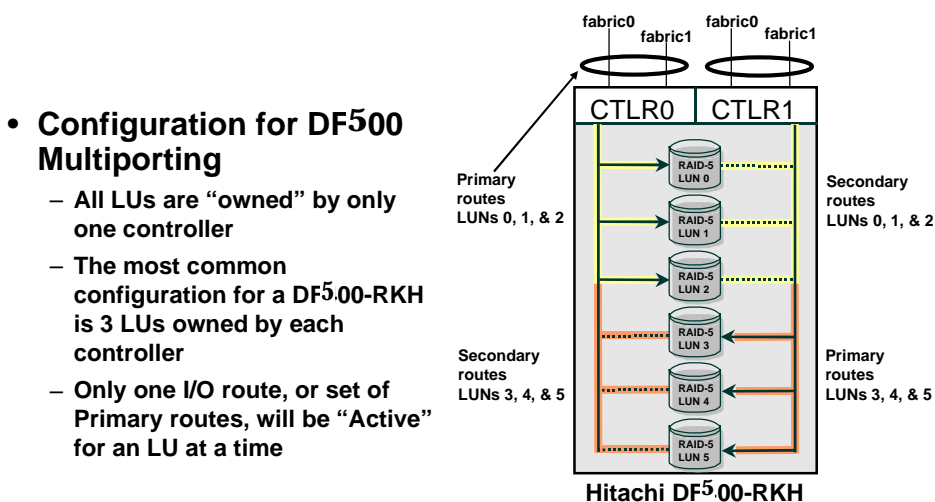 • Configuration for DF500
Multiporting
– All LUs are “owned” by only
one controller
– The most common
configuration for a DF500-RKH
is 3 LUs owned by each
controller
– Only one I/O route, or set of
Primary routes, will be “Active”
for an LU at a time
fabric0
fabric1
fabric0
fabric1
CTLR0
CTLR1
Primary
routes
LUNs 0, 1, & 2
Secondary
routes
LUNs 0, 1, & 2
RAID-5
LUN 0
RAID-5
LUN 1
RAID-5
LUN 2
RAID-5
LUN 3
RAID-5
LUN 4
RAID-5
LUN 5
Secondary
routes
LUNs 3, 4, & 5
Primary
routes
LUNs 3, 4, & 5
Hitachi DF500-RKH